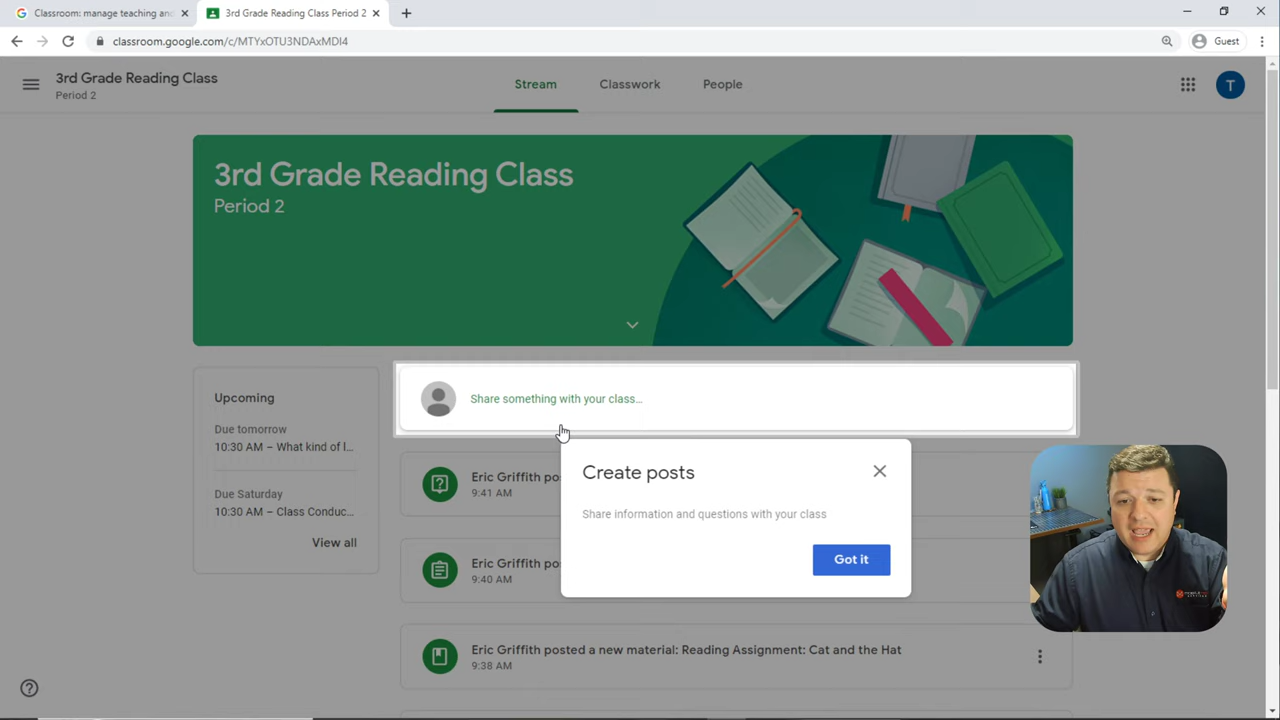 Classroom: manage teaching and
3rd Grade Reading Class Period 2
classroom.google.com/c/MTYxOTU3NDAxMDI4
Guest
3rd Grade Reading Class
Period 2
Stream
Classwork
People
T
3rd Grade Reading Class
Period 2
Upcoming
Due tomorrow
10:30 AM – What kind of l...
Due Saturday
10:30 AM – Class Conduc...
View all
Share something with your class...
Eric Griffith pos
9:41 AM
Create posts
Share information and questions with your class
Got it
Eric Griffith pos
9:40 AM
Eric Griffith posted a new material: Reading Assignment: Cat and the Hat
9:38 AM